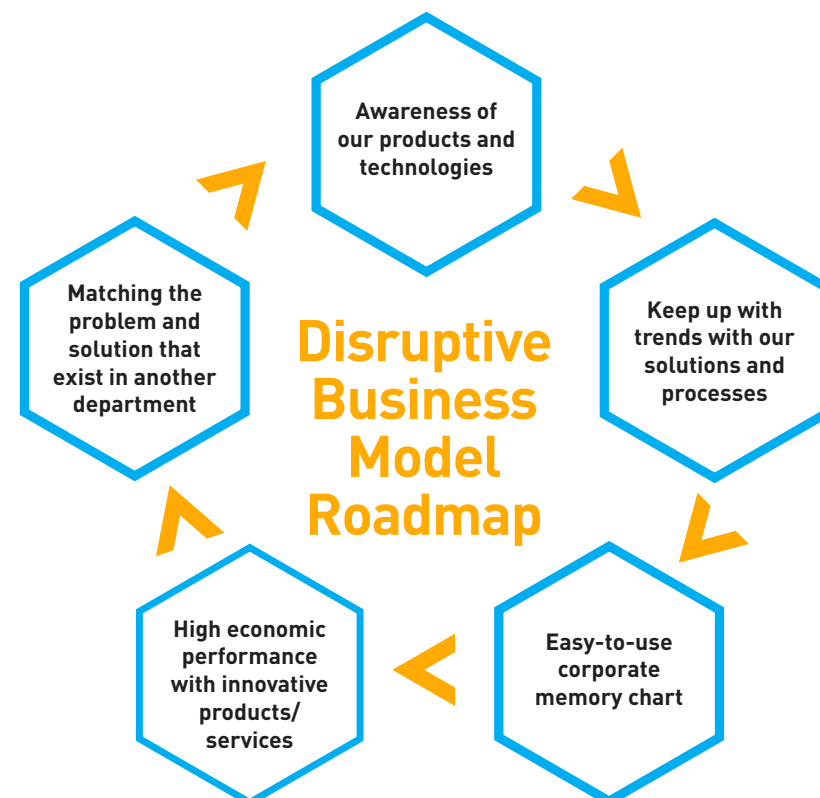 Awareness of
our products and
technologies
Keep up with
trends with our
solutions and
processes
Easy-to-use
corporate
memory chart
High economic
performance
with innovative
products/
services
Matching the
problem and
solution that
exist in another
department
Disruptive
Business
Model
Roadmap